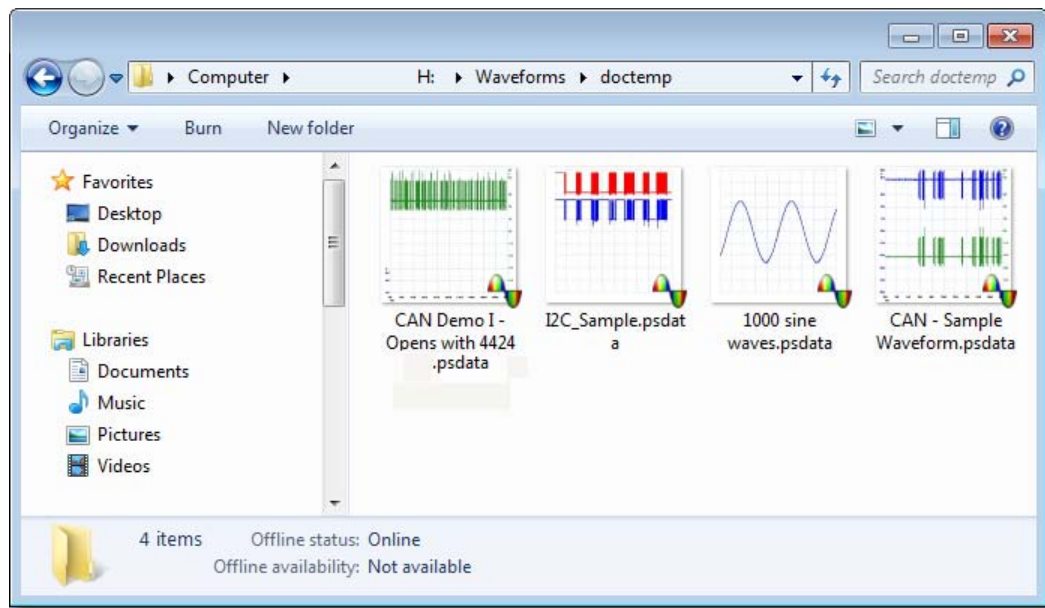 Computer H: Waveforms doctemp
Search doctemp
Organize Burn New folder
Favorites
Desktop
Downloads
Recent Places
Libraries
Documents
Music
Pictures
Videos
CAN Demo I -
Opens with 4424
.psdata
I2C_Sample.psdat
a
1000 sine
waves.psdata
CAN - Sample
Waveform.psdata
4 items Offline status: Online
Offline availability: Not available